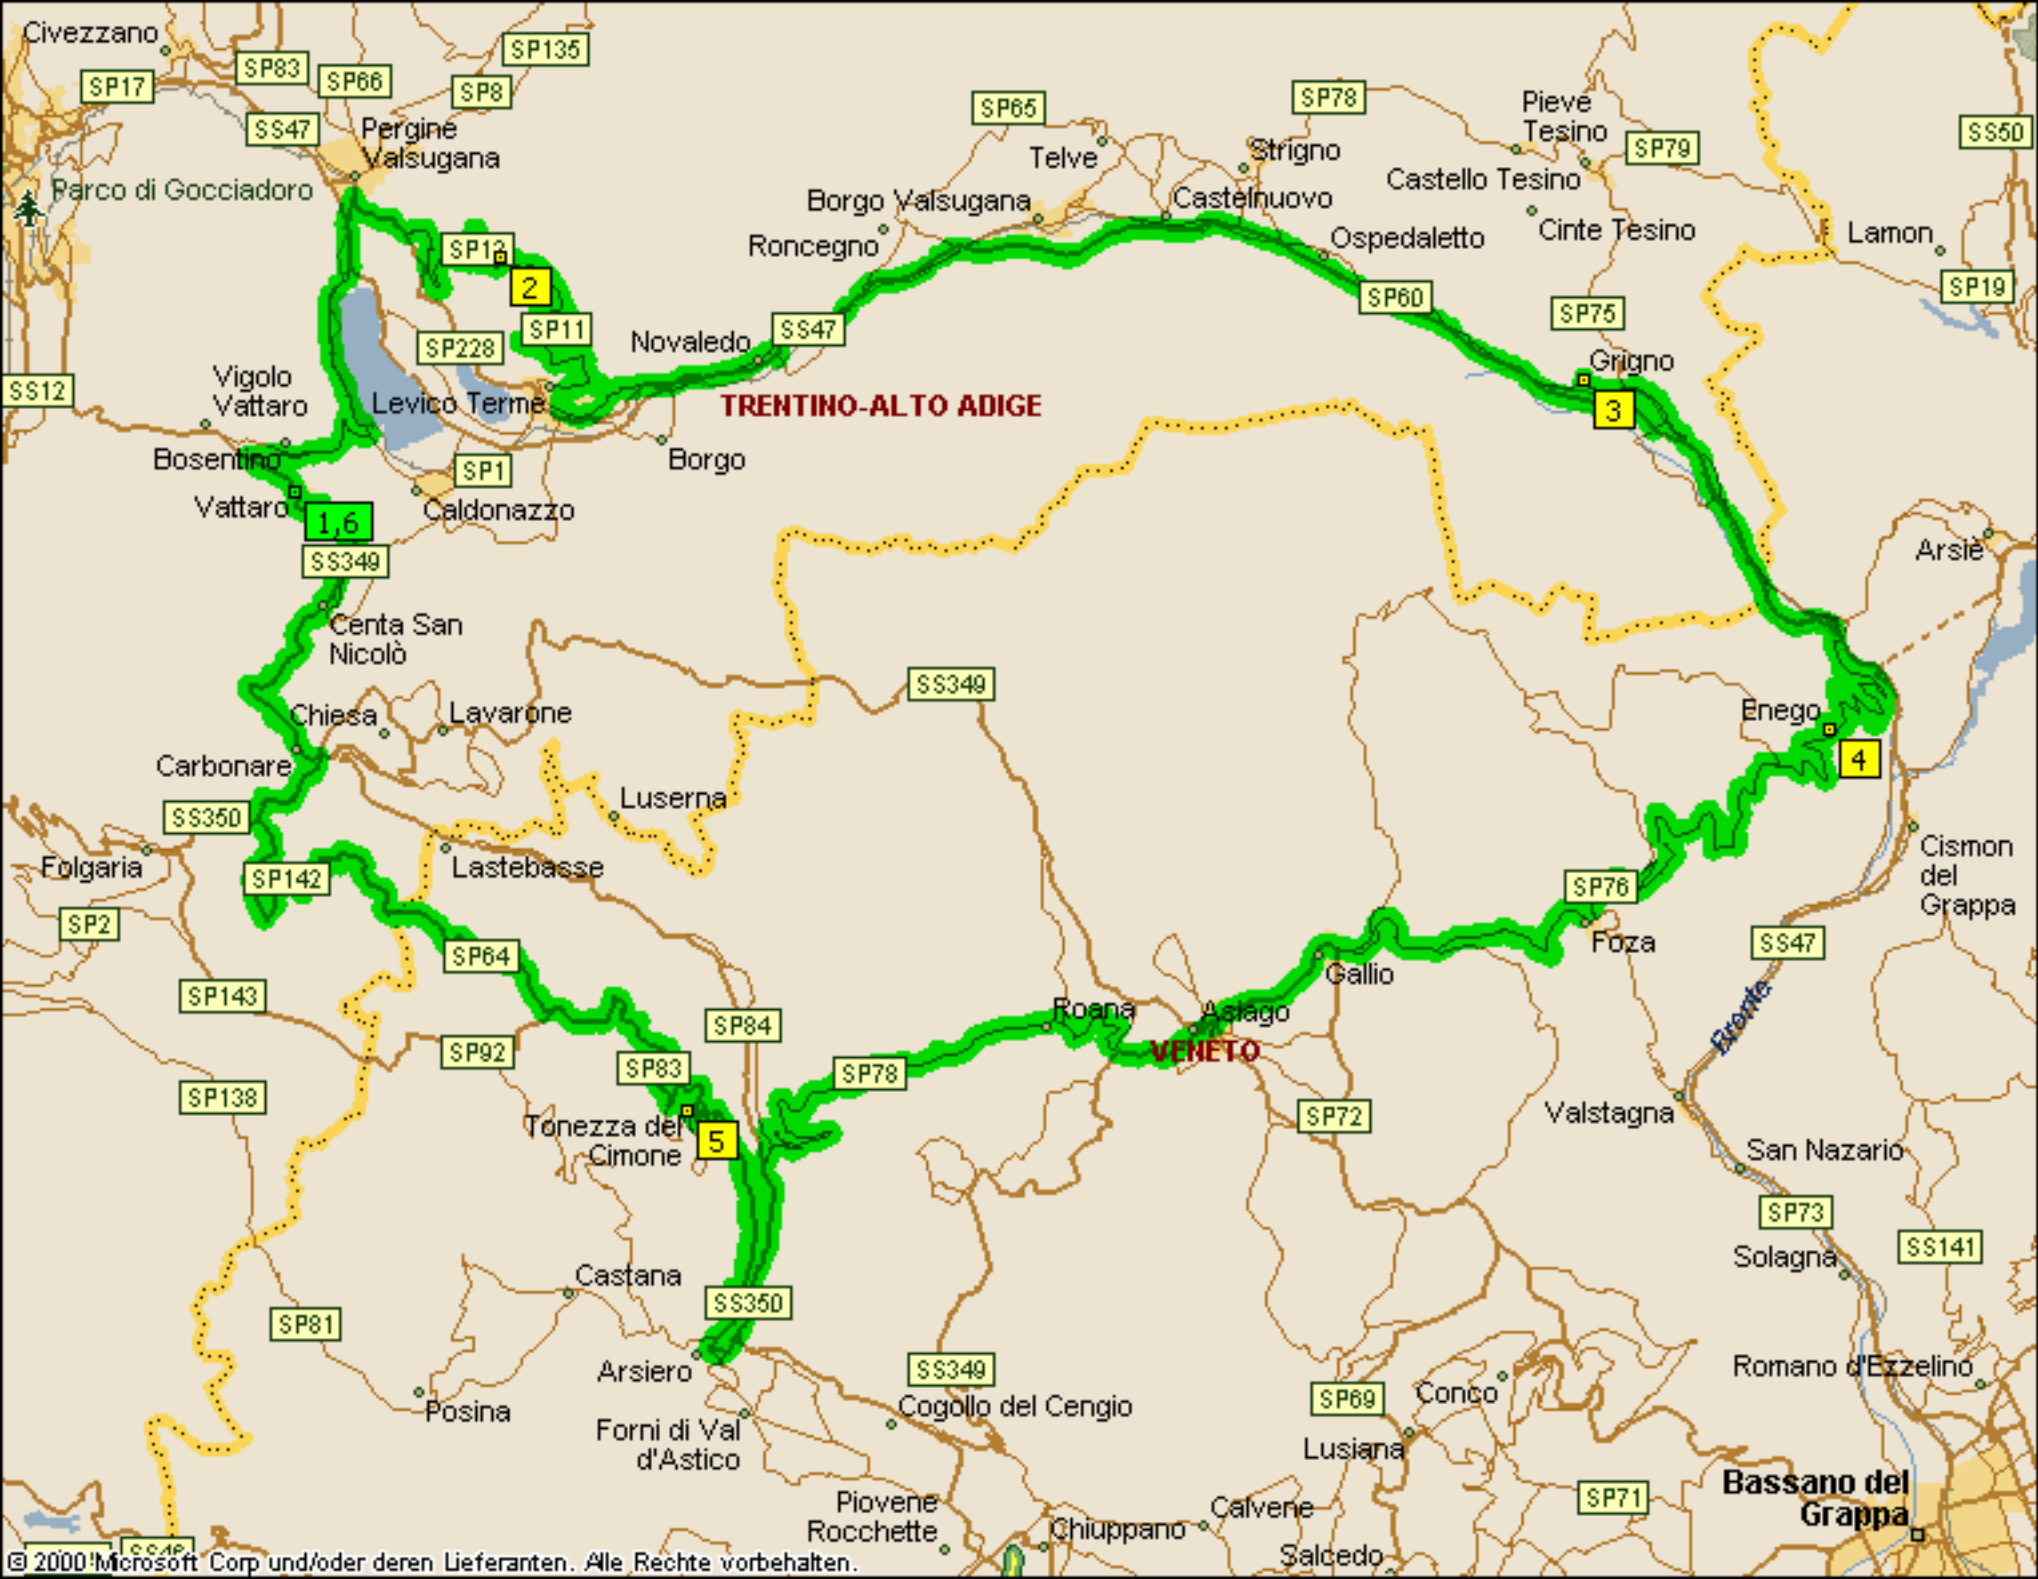 Civezzano
SP135
SP83
SP66
SP17
SP8
SS47
Pergine
Valsugana
Parco di Gocciadoro
SP65
Telve
SP78
Strigno
Pieve
Tesino
SP79
SS50
Castello Tesino
Borgo Valsugana
Castelnuovo
Cinte Tesino
Lamon
Roncegno
Ospedaletto
SP12
2
SP11
SP228
Novaledo
SS47
SP60
SP75
SP19
Grigno
3
SS12
Vigolo
Vattaro
Levico Terme
TRENTINO-ALTO ADIGE
Bosentino
SP1
Borgo
Vattaro
1,6
Caldonazzo
SS349
Arsiè
Centa San
Nicolò
SS349
Chiesa
Lavarone
Enego
4
Carbonare
SS350
Luserna
Folgaria
Lastebasse
SP142
Cismon
del
Grappa
SP76
SP2
SP64
Foza
SS47
Gallio
SP143
Roana
Asiago
SP84
Brenta
SP92
VENETO
SP83
SP78
SP138
Tonezza del
Cimone
5
SP72
Valstagna
San Nazario
SP73
Solagna
SS141
Castana
SS350
SP81
Arsiero
SS349
Romano d'Ezzelino
SP69
Conco
Posina
Cogollo del Cengio
Forni di Val
d'Astico
Lusiana
Bassano del
Grappa
SP71
Piovene
Rocchette
Calvene
Chiuppano
Salcedo
SS46
© 2000 Microsoft Corp und/oder deren Lieferanten. Alle Rechte vorbehalten.